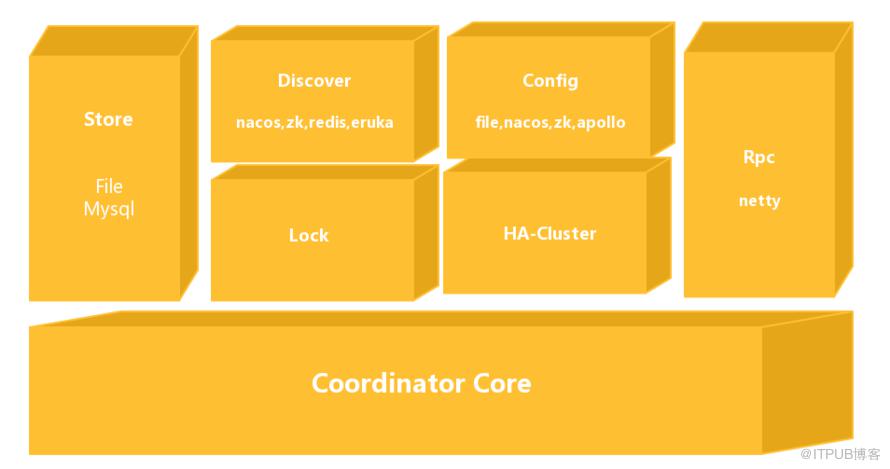 Store
File
Mysql
Discover
nacos,zk,redis,eruka
Config
file,nacos,zk,apollo
Lock
HA-Cluster
Rpc
netty
Coordinator Core
@ITPUB博客